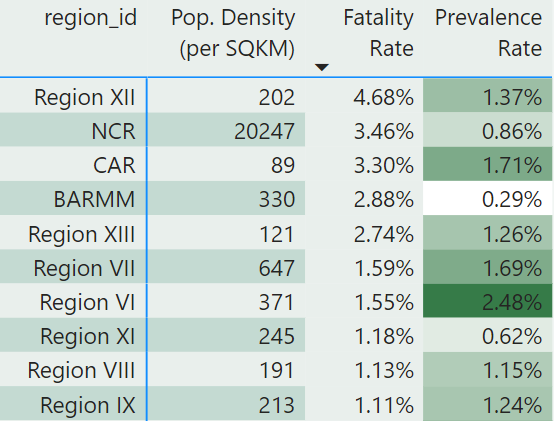 region_id Pop. Density Fatality Prevalence
(per SQKM) Rate Rate
Region XII 202 4.68% 1.37%
NCR 20247 3.46% 0.86%
CAR 89 3.30% 1.71%
BARMM 330 2.88% 0.29%
Region XIII 121 2.74% 1.26%
Region VII 647 1.59% 1.69%
Region VI 371 1.55% 2.48%
Region XI 245 1.18% 0.62%
Region VIII 191 1.13% 1.15%
Region IX 213 1.11% 1.24%